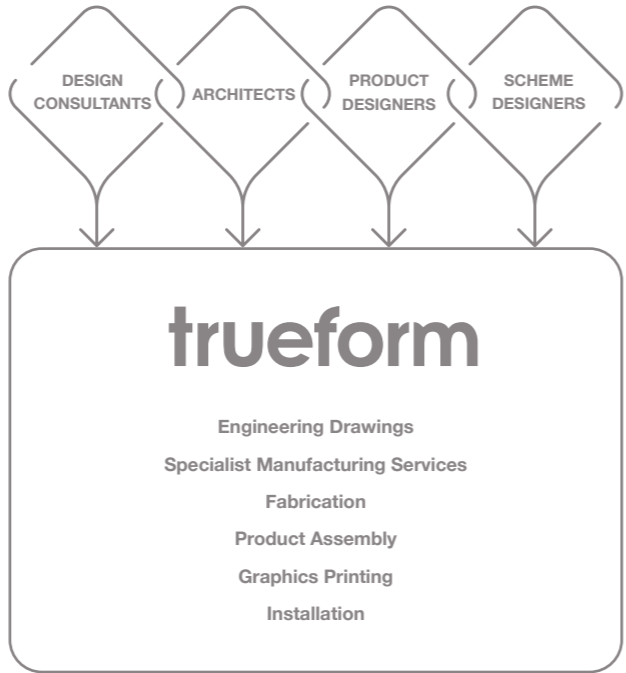 DESIGN
CONSULTANTS
ARCHITECTS
PRODUCT
DESIGNERS
SCHEME
DESIGNERS
trueform
Engineering Drawings
Specialist Manufacturing Services
Fabrication
Product Assembly
Graphics Printing
Installation